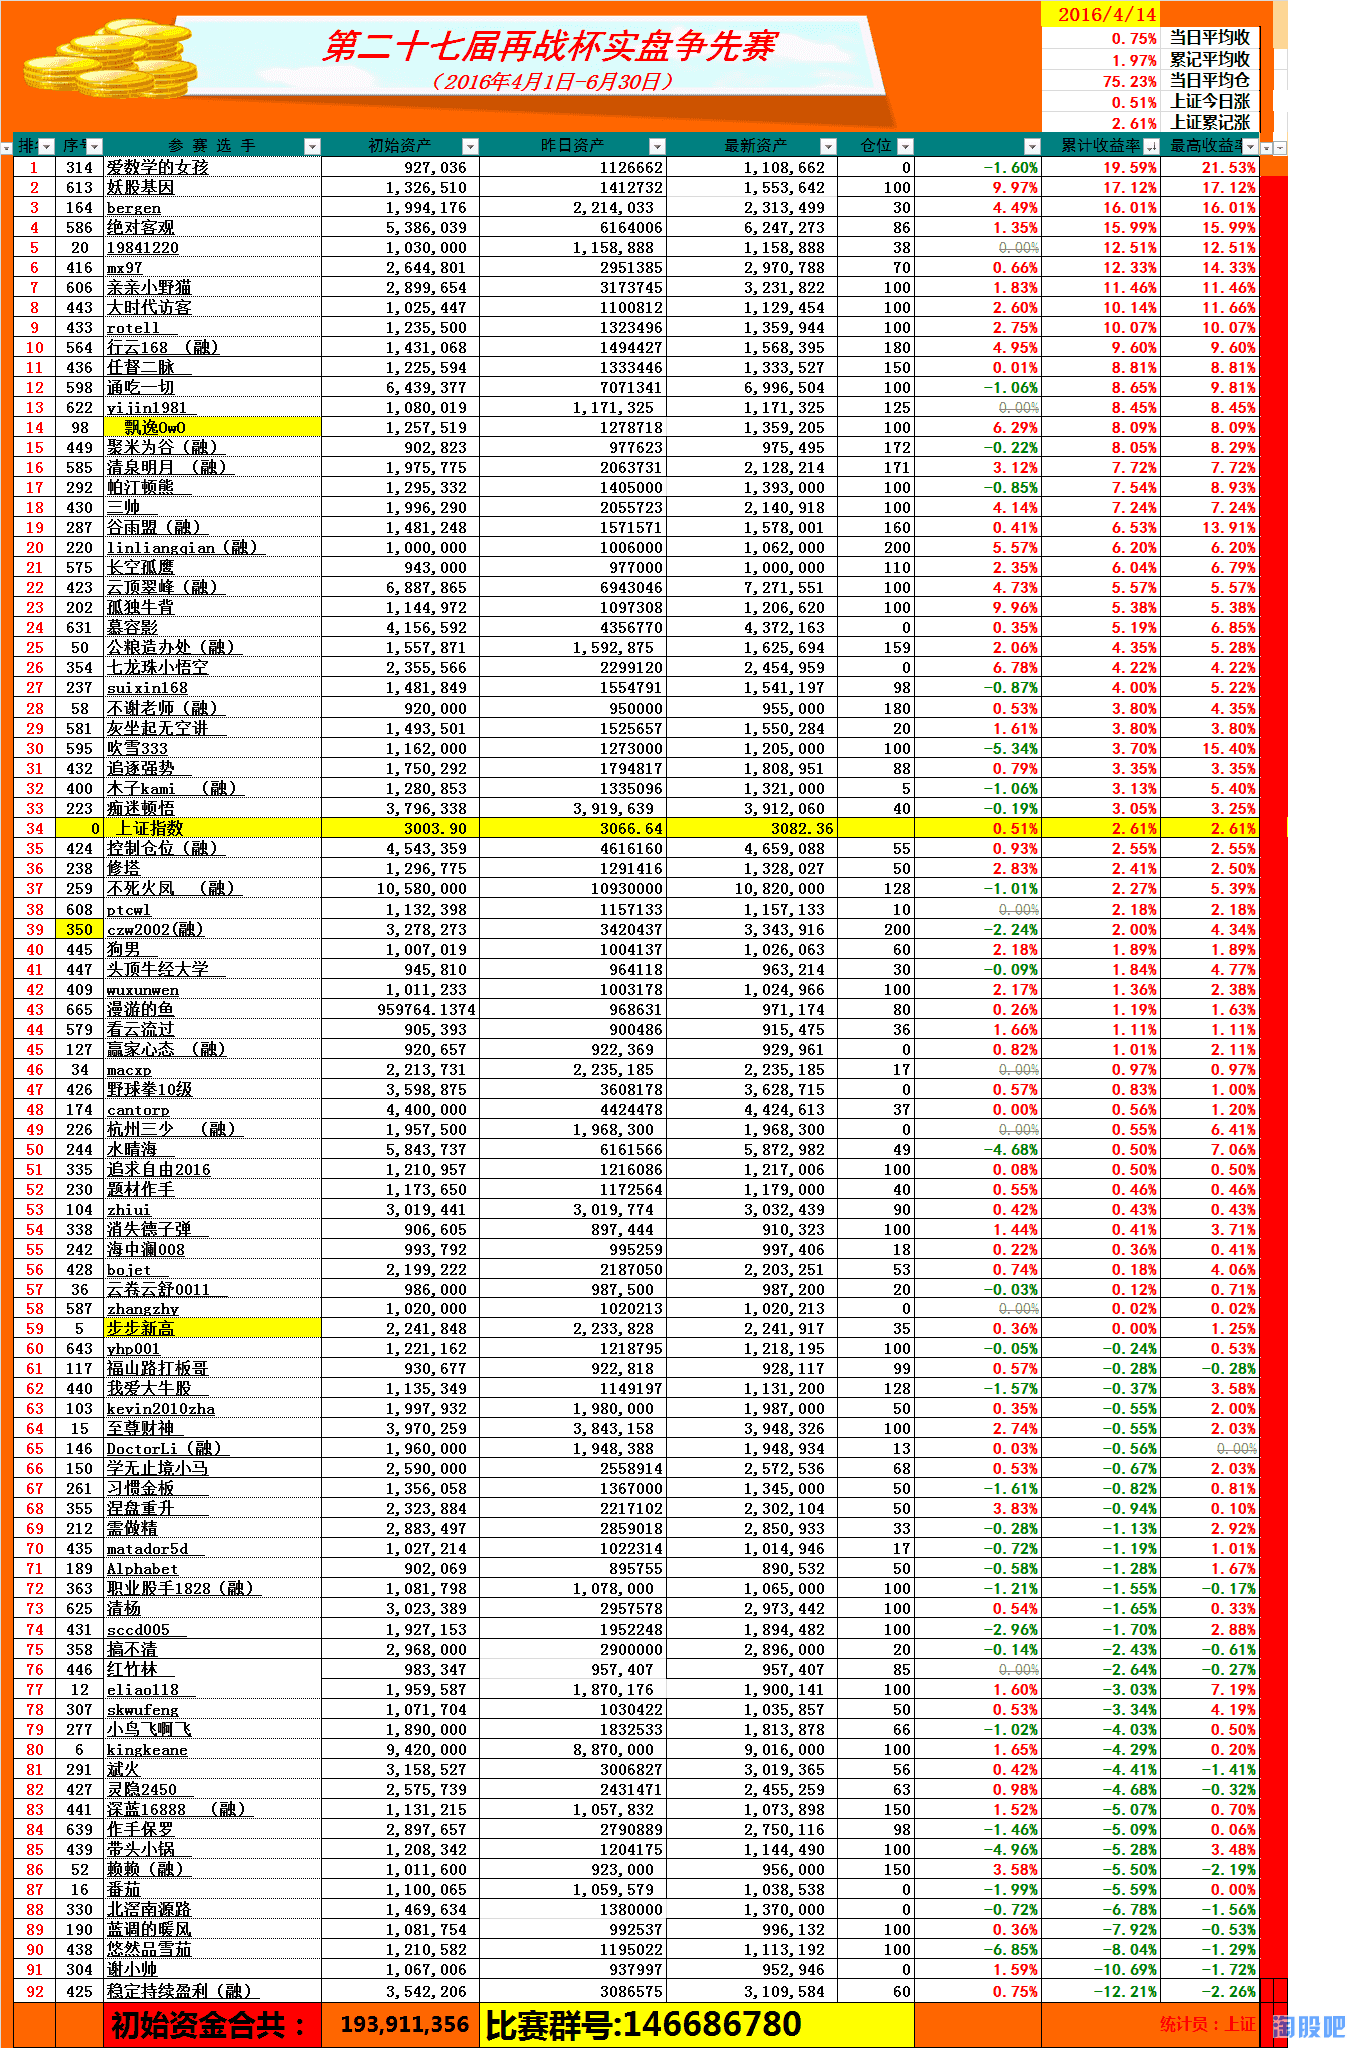 第二十七届再战杯实盘争先赛
(2016年4月1日-6月30日)
2016/4/14
0.75% 当日平均收
1.97% 累记平均收
75.23% 当日平均仓
0.51% 上证今日涨
2.61% 上证累记涨
排 序 参 赛 选 手 初始资产 昨日资产 最新资产 仓位 累计收益率 最高收益率
1 314 爱数学的女孩 927,036 1126662 1,108,662 0 -1.60% 19.59% 21.53%
2 613 妖股基因 1,326,510 1412732 1,553,642 100 9.97% 17.12% 17.12%
3 164 bergen 1,994,176 2,214,033 2,313,499 30 4.49% 16.01% 16.01%
4 586 绝对客观 5,386,039 6164006 6,247,273 86 1.35% 15.99% 15.99%
5 20 19841220 1,030,000 1,158,888 1,158,888 38 0.00% 12.51% 12.51%
6 416 mx97 2,644,801 2951385 2,970,788 70 0.66% 12.33% 14.33%
7 606 亲亲小野猫 2,899,654 3173745 3,231,822 100 1.83% 11.46% 11.46%
8 443 大时代访客 1,025,447 1100812 1,129,454 100 2.60% 10.14% 11.66%
9 433 rotell 1,235,500 1323496 1,359,944 100 2.75% 10.07% 10.07%
10 564 行云168 (融) 1,431,068 1494427 1,568,395 180 4.95% 9.60% 9.60%
11 436 任督二脉 1,225,594 1333446 1,333,527 150 0.01% 8.81% 8.81%
12 598 通吃一切 6,439,377 7071341 6,996,504 100 -1.06% 8.65% 9.81%
13 622 yijin1981 1,080,019 1,171,325 1,171,325 125 0.00% 8.45% 8.45%
14 98 飘逸OwO 1,257,519 1278718 1,359,205 100 6.29% 8.09% 8.09%
15 449 聚米为谷(融) 902,823 977623 975,495 172 -0.22% 8.05% 8.29%
16 585 清泉明月 (融) 1,975,775 2063731 2,128,214 171 3.12% 7.72% 7.72%
17 292 帕汀顿熊 1,295,332 1405000 1,393,000 100 -0.85% 7.54% 8.93%
18 430 三帅 1,996,290 2055723 2,140,918 100 4.14% 7.24% 7.24%
19 287 谷雨盟(融) 1,481,248 1571571 1,578,001 160 0.41% 6.53% 13.91%
20 220 linliangqian(融) 1,000,000 1006000 1,062,000 200 5.57% 6.20% 6.20%
21 575 长空孤鹰 943,000 977000 1,000,000 110 2.35% 6.04% 6.79%
22 423 云顶翠峰(融) 6,887,865 6943046 7,271,551 100 4.73% 5.57% 5.57%
23 202 孤独牛背 1,144,972 1097308 1,206,620 100 9.96% 5.38% 5.38%
24 631 慕容影 4,156,592 4356770 4,372,163 0 0.35% 5.19% 6.85%
25 50 公粮造办处(融) 1,557,871 1,592,875 1,625,694 159 2.06% 4.35% 5.28%
26 354 七龙珠小悟空 2,355,566 2299120 2,454,959 0 6.78% 4.22% 4.22%
27 237 suixin168 1,481,849 1554791 1,541,197 98 -0.87% 4.00% 5.22%
28 58 不谢老师(融) 920,000 950000 955,000 180 0.53% 3.80% 4.35%
29 581 灰坐起无空讲 1,493,501 1525657 1,550,284 20 1.61% 3.80% 3.80%
30 595 吹雪333 1,162,000 1273000 1,205,000 100 -5.34% 3.70% 15.40%
31 432 追逐强势 1,750,292 1794817 1,808,951 88 0.79% 3.35% 3.35%
32 400 木子kami (融) 1,280,853 1335096 1,321,000 5 -1.06% 3.13% 5.40%
33 223 痴迷顿悟 3,796,338 3,919,639 3,912,060 40 -0.19% 3.05% 3.25%
34 0 上证指数 3003.90 3066.64 3082.36 0.51% 2.61% 2.61%
35 424 控制仓位(融) 4,543,359 4616160 4,659,088 55 0.93% 2.55% 2.55%
36 238 修塔 1,296,775 1291416 1,328,027 50 2.83% 2.41% 2.50%
37 259 不死火凤 (融) 10,580,000 10930000 10,820,000 128 -1.01% 2.27% 5.39%
38 608 ptcwl 1,132,398 1157133 1,157,133 10 0.00% 2.18% 2.18%
39 350 czw2002(融) 3,278,273 3420437 3,343,916 200 -2.24% 2.00% 4.34%
40 445 狗男 1,007,019 1004137 1,026,063 60 2.18% 1.89% 1.89%
41 447 头顶牛经大学 945,810 964118 963,214 30 -0.09% 1.84% 4.77%
42 409 wuxunwen 1,011,233 1003178 1,024,966 100 2.17% 1.36% 2.38%
43 665 漫游的鱼 959764.1374 968631 971,174 80 0.26% 1.19% 1.63%
44 579 看云流过 905,393 900486 915,475 36 1.66% 1.11% 1.11%
45 127 赢家心态 (融) 920,657 922,369 929,961 0 0.82% 1.01% 2.11%
46 34 macxp 2,213,731 2,235,185 2,235,185 17 0.00% 0.97% 0.97%
47 426 野球拳10级 3,598,875 3608178 3,628,715 0 0.57% 0.83% 1.00%
48 174 cantorp 4,400,000 4424478 4,424,613 37 0.00% 0.56% 1.20%
49 226 杭州三少 (融) 1,957,500 1,968,300 1,968,300 0 0.00% 0.55% 6.41%
50 244 水晴海 5,843,737 6161566 5,872,982 49 -4.68% 0.50% 7.06%
51 335 追求自由2016 1,210,957 1216086 1,217,006 100 0.08% 0.50% 0.50%
52 230 题材作手 1,173,650 1172564 1,179,000 40 0.55% 0.46% 0.46%
53 104 zhiui 3,019,441 3,019,774 3,032,439 90 0.42% 0.43% 0.43%
54 338 消失德子弹 906,605 897,444 910,323 100 1.44% 0.41% 3.71%
55 242 海中澜008 993,792 995259 997,406 18 0.22% 0.36% 0.41%
56 428 bojet 2,199,222 2187050 2,203,251 53 0.74% 0.18% 4.06%
57 36 云卷云舒0011 986,000 987,500 987,200 20 -0.03% 0.12% 0.71%
58 587 zhangzhy 1,020,000 1020213 1,020,213 0 0.00% 0.02% 0.02%
59 5 步步新高 2,241,848 2,233,828 2,241,917 35 0.36% 0.00% 1.25%
60 643 yhp001 1,221,162 1218795 1,218,195 100 -0.05% -0.24% 0.53%
61 117 福山路打板哥 930,677 922,818 928,117 99 0.57% -0.28% -0.28%
62 440 我爱大牛股 1,135,349 1149197 1,131,200 128 -1.57% -0.37% 3.58%
63 103 kevin2010zha 1,997,932 1,980,000 1,987,000 50 0.35% -0.55% 2.00%
64 15 至尊财神 3,970,259 3,843,158 3,948,326 100 2.74% -0.55% 2.03%
65 146 DoctorLi(融) 1,960,000 1,948,388 1,948,934 13 0.03% -0.56% 0.00%
66 150 学无止境小马 2,590,000 2558914 2,572,536 68 0.53% -0.67% 2.03%
67 261 习惯金板 1,356,058 1367000 1,345,000 50 -1.61% -0.82% 0.81%
68 355 涅盘重升 2,323,884 2217102 2,302,104 50 3.83% -0.94% 0.10%
69 212 需做精 2,883,497 2859018 2,850,933 33 -0.28% -1.13% 2.92%
70 435 matador5d 1,027,214 1022314 1,014,946 17 -0.72% -1.19% 1.01%
71 189 Alphabet 902,069 895755 890,532 50 -0.58% -1.28% 1.67%
72 363 职业股手1828(融) 1,081,798 1,078,000 1,065,000 100 -1.21% -1.55% -0.17%
73 625 清杨 3,023,389 2957578 2,973,442 100 0.54% -1.65% 0.33%
74 431 sccd005 1,927,153 1952248 1,894,482 100 -2.96% -1.70% 2.88%
75 358 搞不清 2,968,000 2900000 2,896,000 20 -0.14% -2.43% -0.61%
76 446 红竹林 983,347 957,407 957,407 85 0.00% -2.64% -0.27%
77 12 eliao118 1,959,587 1,870,176 1,900,141 100 1.60% -3.03% 7.19%
78 307 skwufeng 1,071,704 1030422 1,035,857 50 0.53% -3.34% 4.19%
79 277 小鸟飞啊飞 1,890,000 1832533 1,813,878 66 -1.02% -4.03% 0.50%
80 6 kingkeane 9,420,000 8,870,000 9,016,000 100 1.65% -4.29% 0.20%
81 291 斌火 3,158,527 3006827 3,019,365 56 0.42% -4.41% -1.41%
82 427 灵隐2450 2,575,739 2431471 2,455,259 63 0.98% -4.68% -0.32%
83 441 深蓝16888 (融) 1,131,215 1,057,832 1,073,898 150 1.52% -5.07% 0.70%
84 639 作手保罗 2,897,657 2790889 2,750,116 98 -1.46% -5.09% 0.06%
85 439 带头小锅 1,208,342 1204175 1,144,490 100 -4.96% -5.28% 3.48%
86 52 赖赖(融) 1,011,600 923,000 956,000 150 3.58% -5.50% -2.19%
87 16 番茄 1,100,065 1,059,579 1,038,538 0 -1.99% -5.59% 0.00%
88 330 北滘南源路 1,469,634 1380000 1,370,000 0 -0.72% -6.78% -1.56%
89 190 蓝调的暖风 1,081,754 992537 996,132 100 0.36% -7.92% -0.53%
90 438 悠然品雪茄 1,210,582 1195022 1,113,192 100 -6.85% -8.04% -1.29%
91 304 谢小帅 1,067,006 937997 952,946 0 1.59% -10.69% -1.72%
92 425 稳定持续盈利(融) 3,542,206 3086575 3,109,584 60 0.75% -12.21% -2.26%
初始资金合共： 193,911,356 比赛群号:146686780 统计员：上证
淘股吧